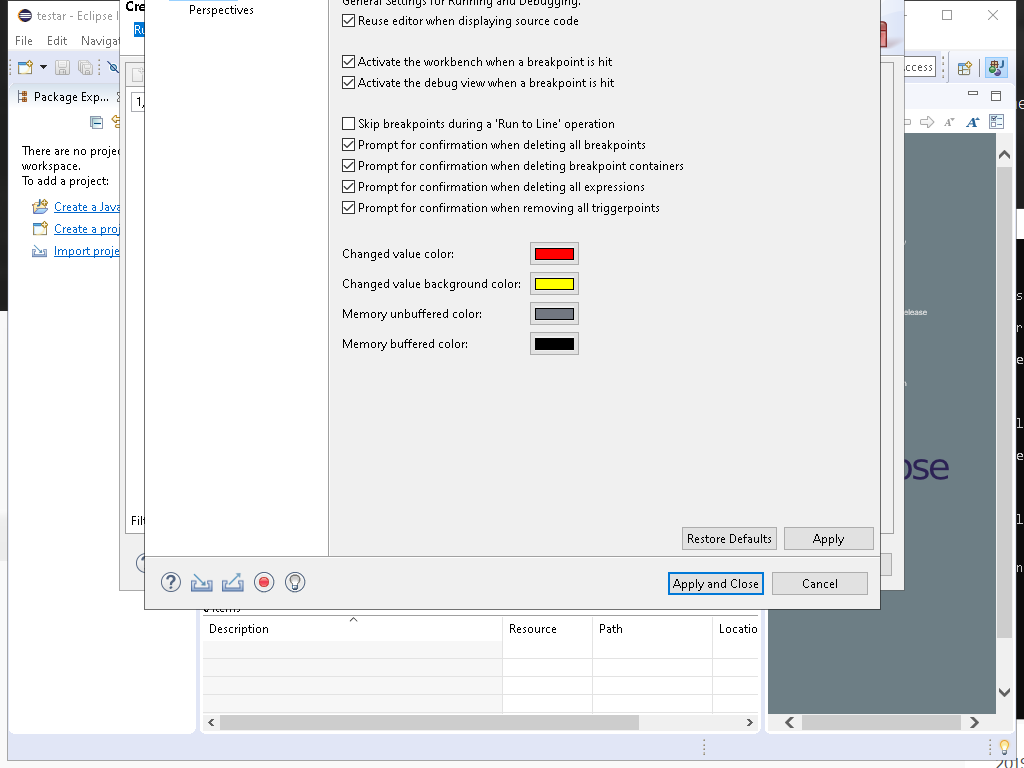 testar - Eclipse I
Cre
Ru
File Edit Navigat
ccess
Package Exp...
1,
There are no projec
workspace.
To add a project:
Create a Java
Create a proj
Import proje
Filt
Perspectives
General Settings for Running and Debugging.
Reuse editor when displaying source code
Activate the workbench when a breakpoint is hit
Activate the debug view when a breakpoint is hit
Skip breakpoints during a 'Run to Line' operation
Prompt for confirmation when deleting all breakpoints
Prompt for confirmation when deleting breakpoint containers
Prompt for confirmation when deleting all expressions
Prompt for confirmation when removing all triggerpoints
Changed value color:
Changed value background color:
Memory unbuffered color:
Memory buffered color:
Restore Defaults Apply
Apply and Close Cancel
elease
ose
Description Resource Path Locatio
2019